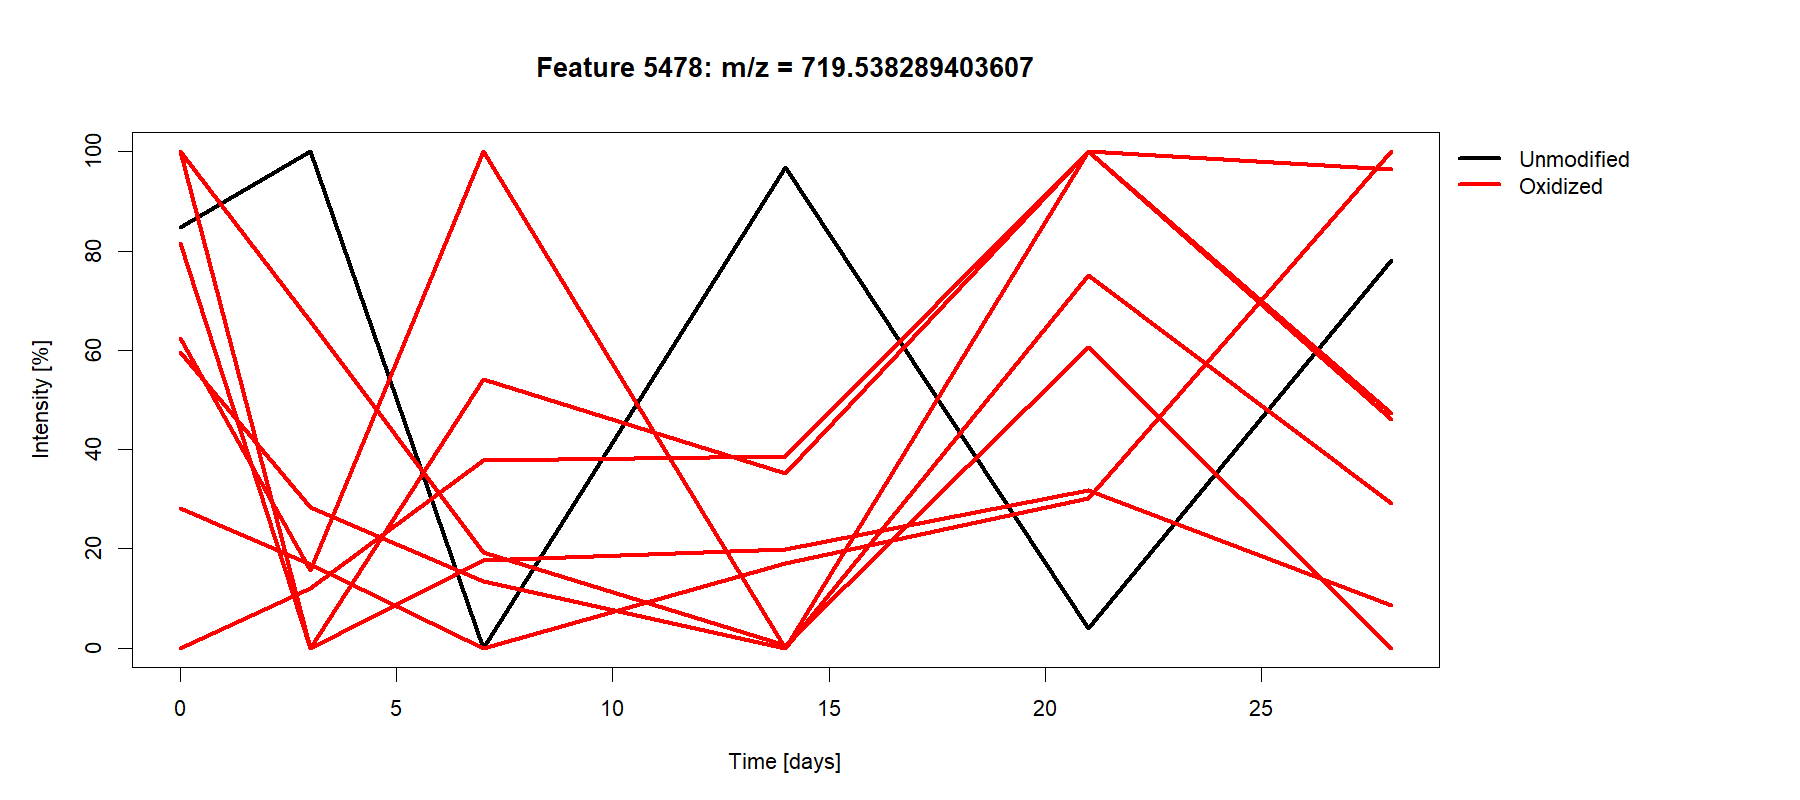 Feature 5478: m/z = 719.538289403607
Unmodified
Oxidized
Intensity [%]
100
80
60
40
20
0
0 5 10 15 20 25
Time [days]